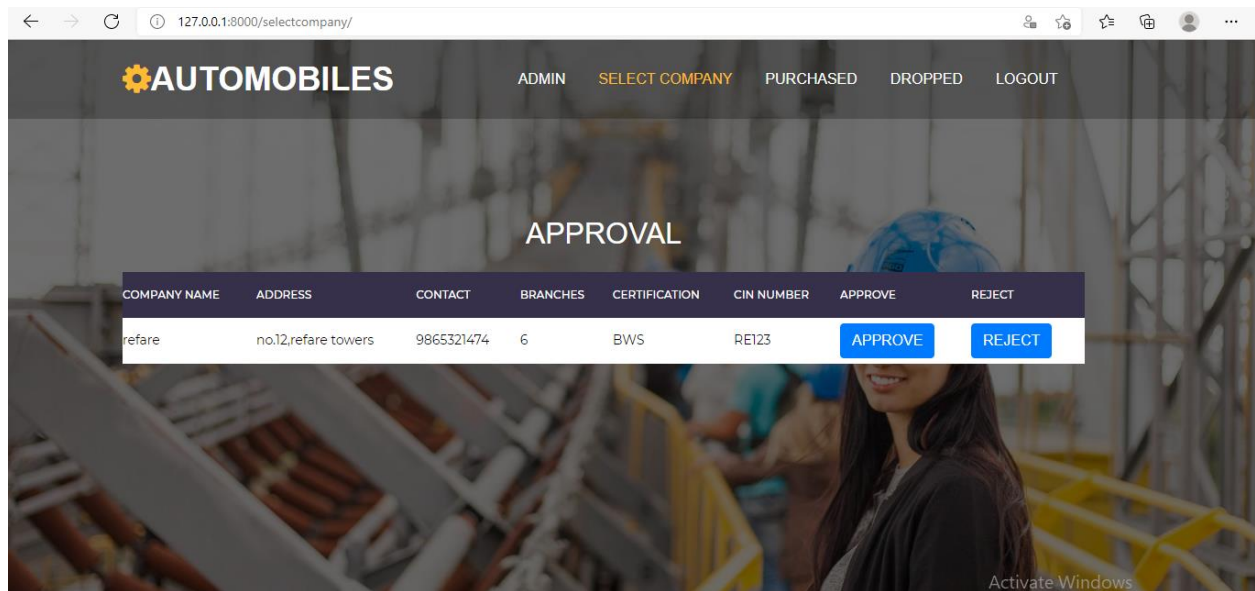 127.0.0.1:8000/selectcompany/
AUTOMOBILES ADMIN SELECT COMPANY PURCHASED DROPPED LOGOUT
APPROVAL
COMPANY NAME ADDRESS CONTACT BRANCHES CERTIFICATION CIN NUMBER APPROVE REJECT
refare no.12,refare towers 9865321474 6 BWS RE123 APPROVE REJECT
Activate Windows